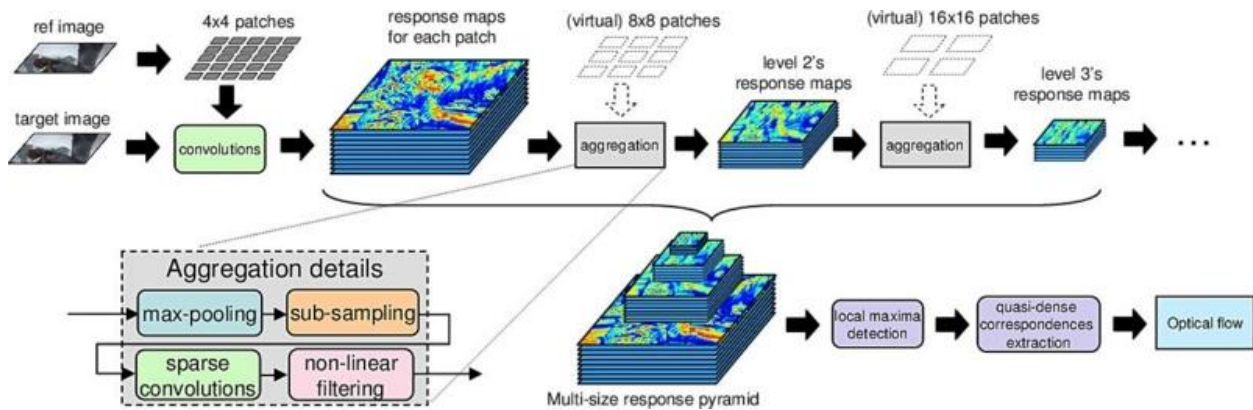 ref image
4x4 patches
response maps
for each patch
(virtual) 8x8 patches
(virtual) 16x16 patches
level 2's
response maps
level 3's
response maps
target image
convolutions
aggregation
aggregation
...
Aggregation details
max-pooling
sub-sampling
sparse
convolutions
non-linear
filtering
Multi-size response pyramid
local maxima
detection
quasi-dense
correspondences
extraction
Optical flow